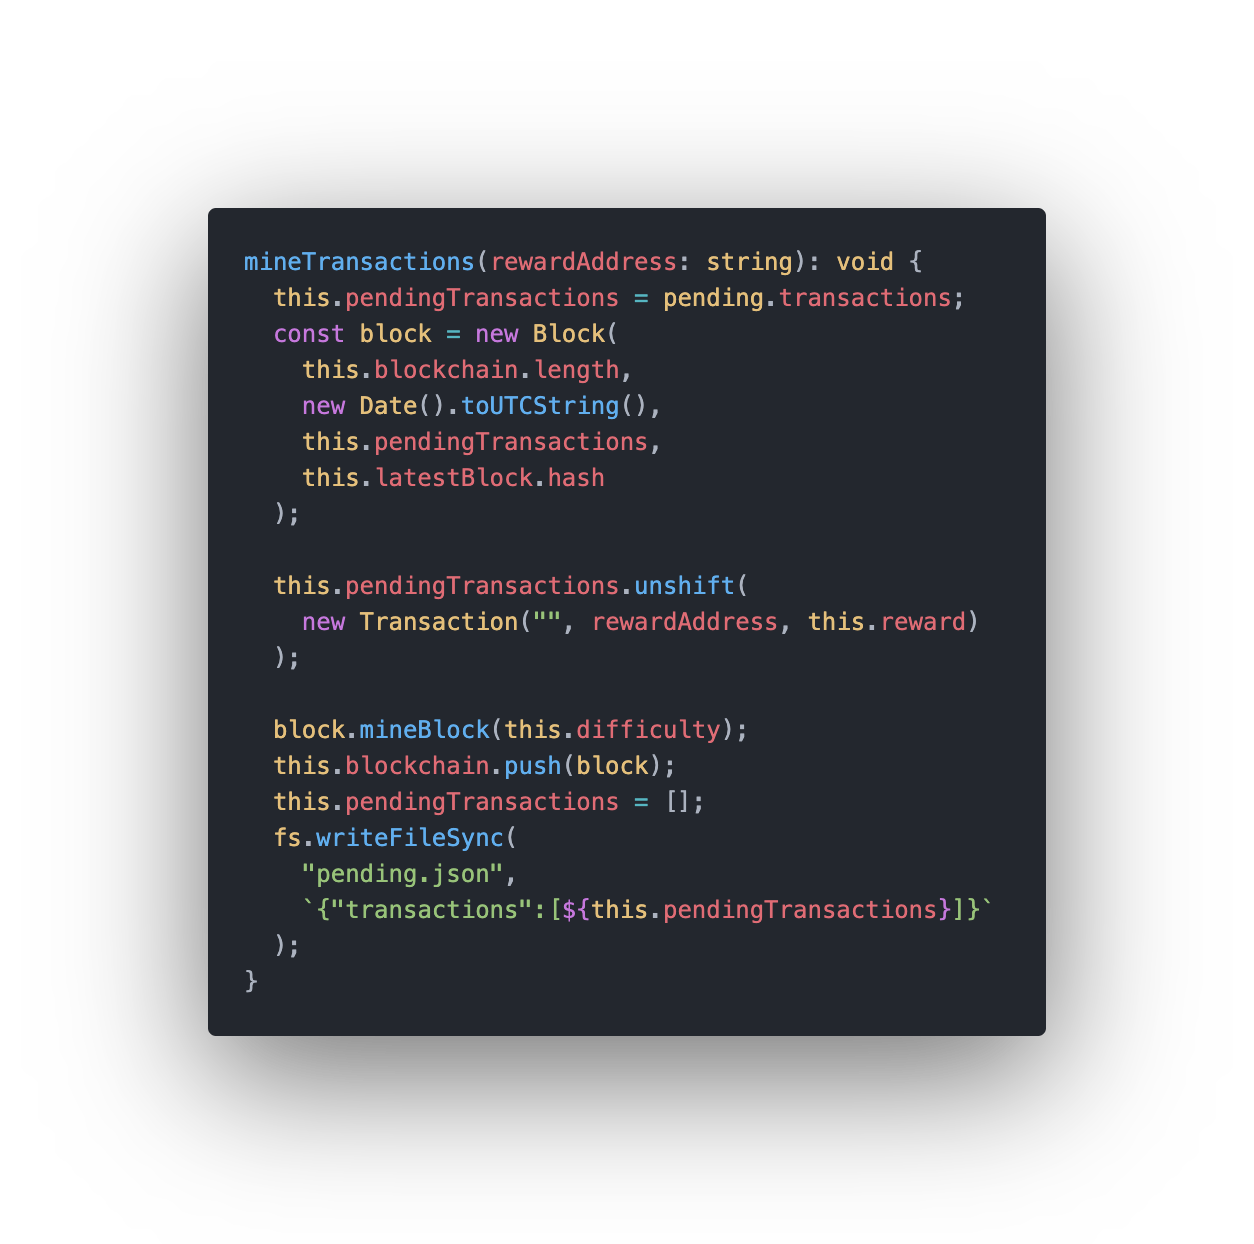 mineTransactions(rewardAddress: string): void {
  this.pendingTransactions = pending.transactions;
  const block = new Block(
    this.blockchain.length,
    new Date().toUTCString(),
    this.pendingTransactions,
    this.latestBlock.hash
  );

  this.pendingTransactions.unshift(
    new Transaction("", rewardAddress, this.reward)
  );

  block.mineBlock(this.difficulty);
  this.blockchain.push(block);
  this.pendingTransactions = [];
  fs.writeFileSync(
    "pending.json",
    `{"transactions":[${this.pendingTransactions}]}`
  );
}